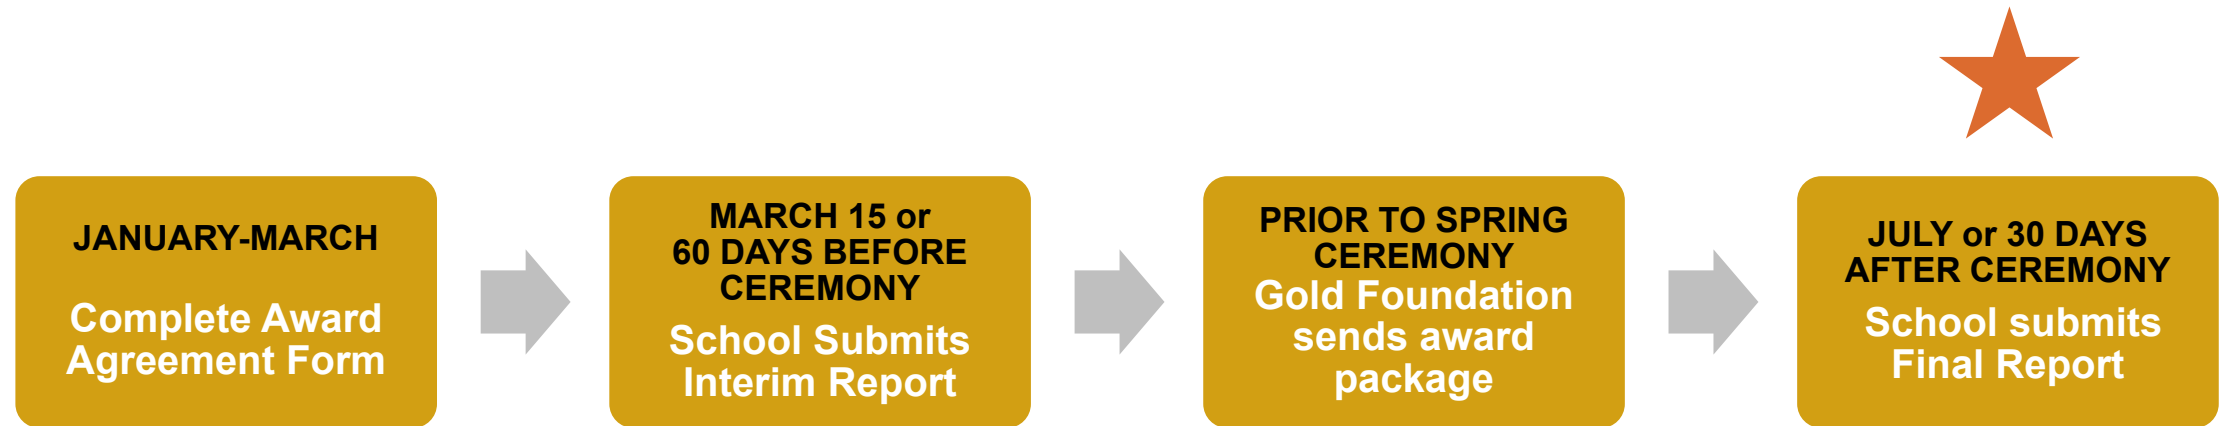 JANUARY-MARCH
Complete Award
Agreement Form
MARCH 15 or
60 DAYS BEFORE
CEREMONY
School Submits
Interim Report
PRIOR TO SPRING
CEREMONY
Gold Foundation
sends award
package
JULY or 30 DAYS
AFTER CEREMONY
School submits
Final Report